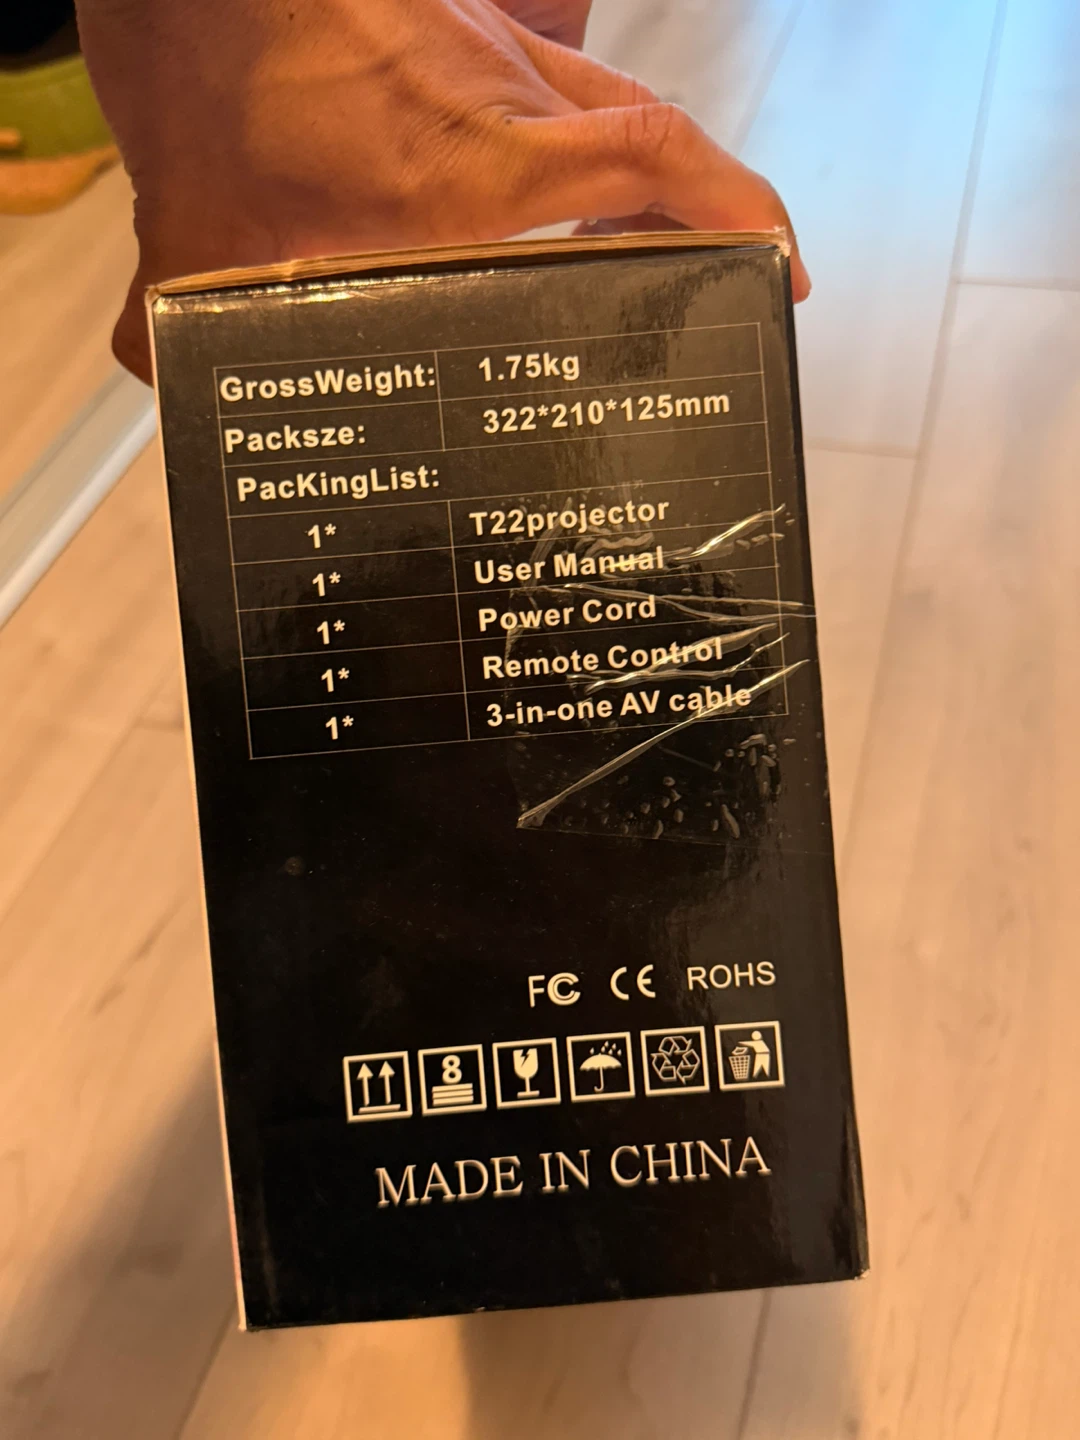 GrossWeight: 1.75kg
Packsze: 322*210*125mm
PacKingList:
1* T22projector
1* User Manual
1* Power Cord
1* Remote Control
1* 3-in-one AV cable
FC CE ROHS
8
MADE IN CHINA